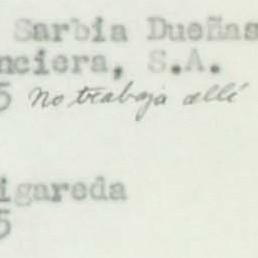 Sarbia Dueñas
nciera, S.A.
5 No trabaja allí
igareda
5